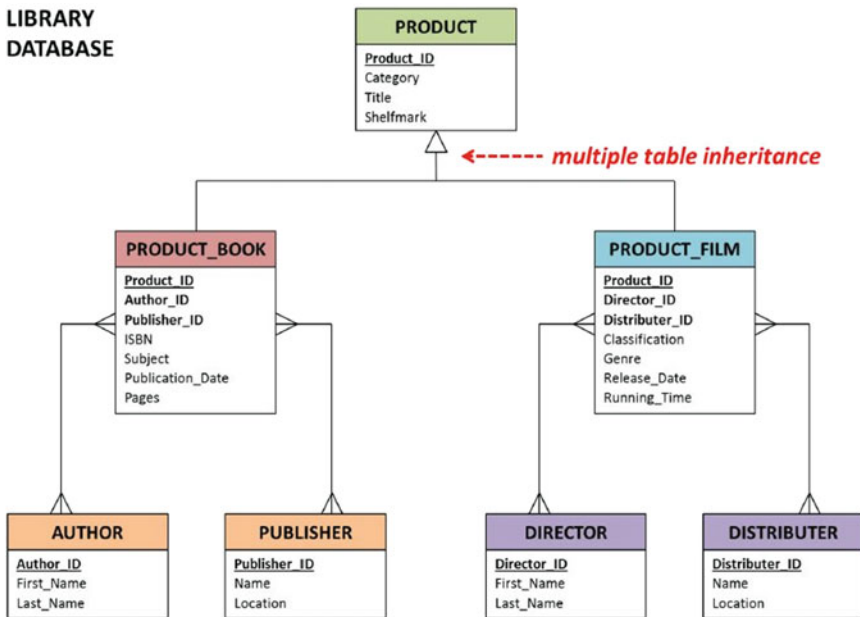 LIBRARY
DATABASE
PRODUCT
Product_ID
Category
Title
Shelfmark
multiple table inheritance
PRODUCT_BOOK
Product_ID
Author_ID
Publisher_ID
ISBN
Subject
Publication_Date
Pages
PRODUCT_FILM
Product_ID
Director_ID
Distributer_ID
Classification
Genre
Release_Date
Running_Time
AUTHOR
Author_ID
First_Name
Last_Name
PUBLISHER
Publisher_ID
Name
Location
DIRECTOR
Director_ID
First_Name
Last_Name
DISTRIBUTER
Distributer_ID
Name
Location